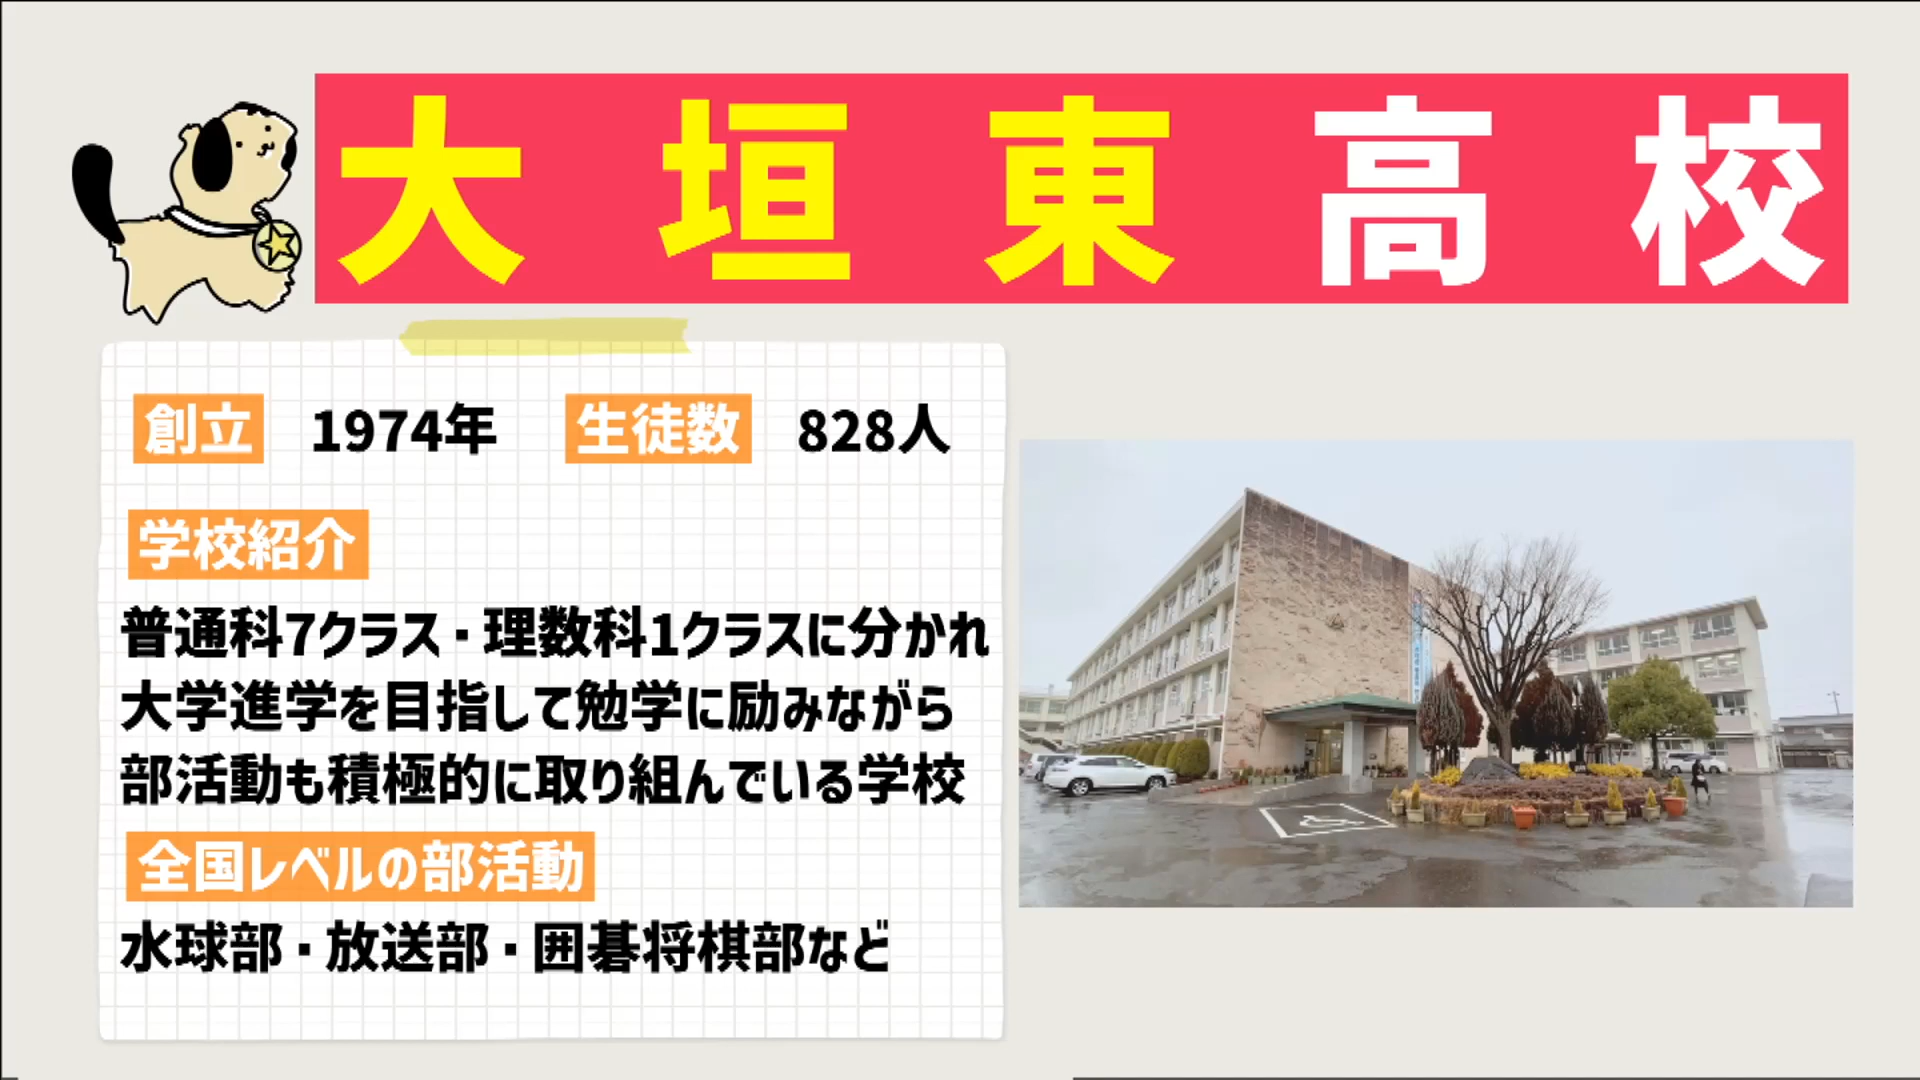 大垣東高校
創立 1974年 生徒数 828人
学校紹介
普通科7クラス・理数科1クラスに分かれ
大学進学を目指して勉学に励みながら
部活動も積極的に取り組んでいる学校
全国レベルの部活動
水球部・放送部・囲碁将棋部など